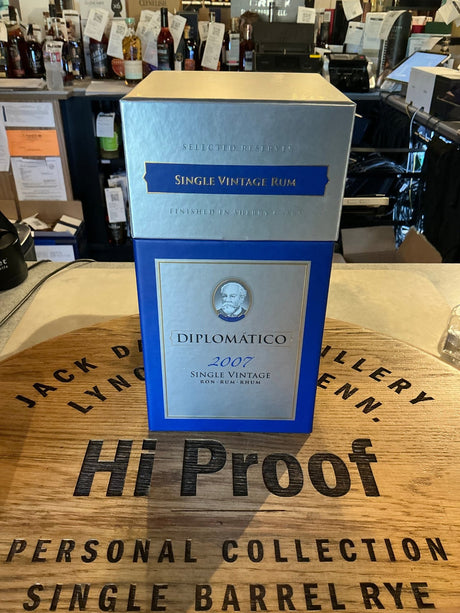 SELECTED RESERVES
SINGLE VINTAGE RUM
FINISHED IN SHERRY CASKS
DIPLOMÁTICO
2007
SINGLE VINTAGE
RON · RUM · RHUM
JACK
LYNC
ENN.
Hi Proof
PERSONAL COLLECTION
SINGLE BARREL RYE